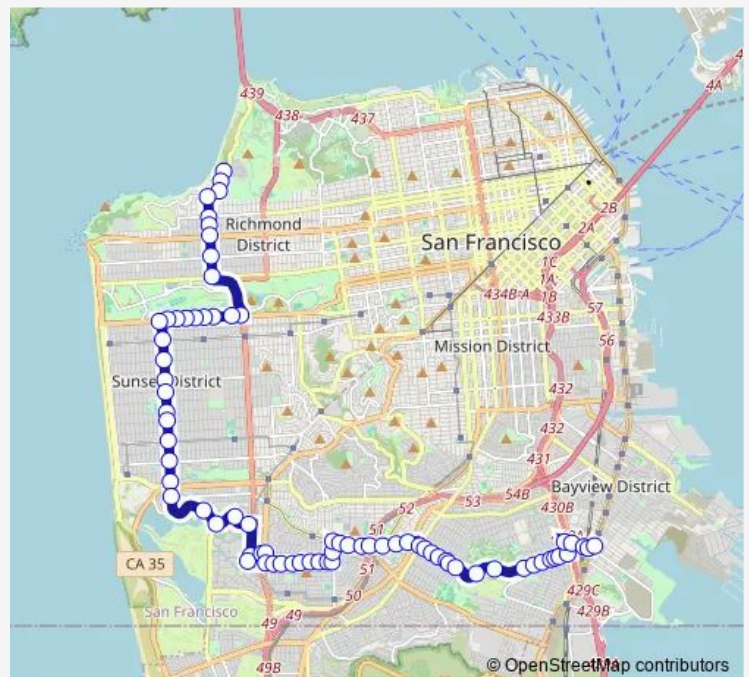 439
438
437
4
4A
Richmond
District
San Francisco
2B
2A
1C
1A;
1B
434B-A
433B
57
56
Mission District
Sunset District
432
432
431
52
53
54B
Bayview District
430B
51
51
CA 35
50
San Francisco
49
49
429C
429B
49B
© OpenStreetMap contributors